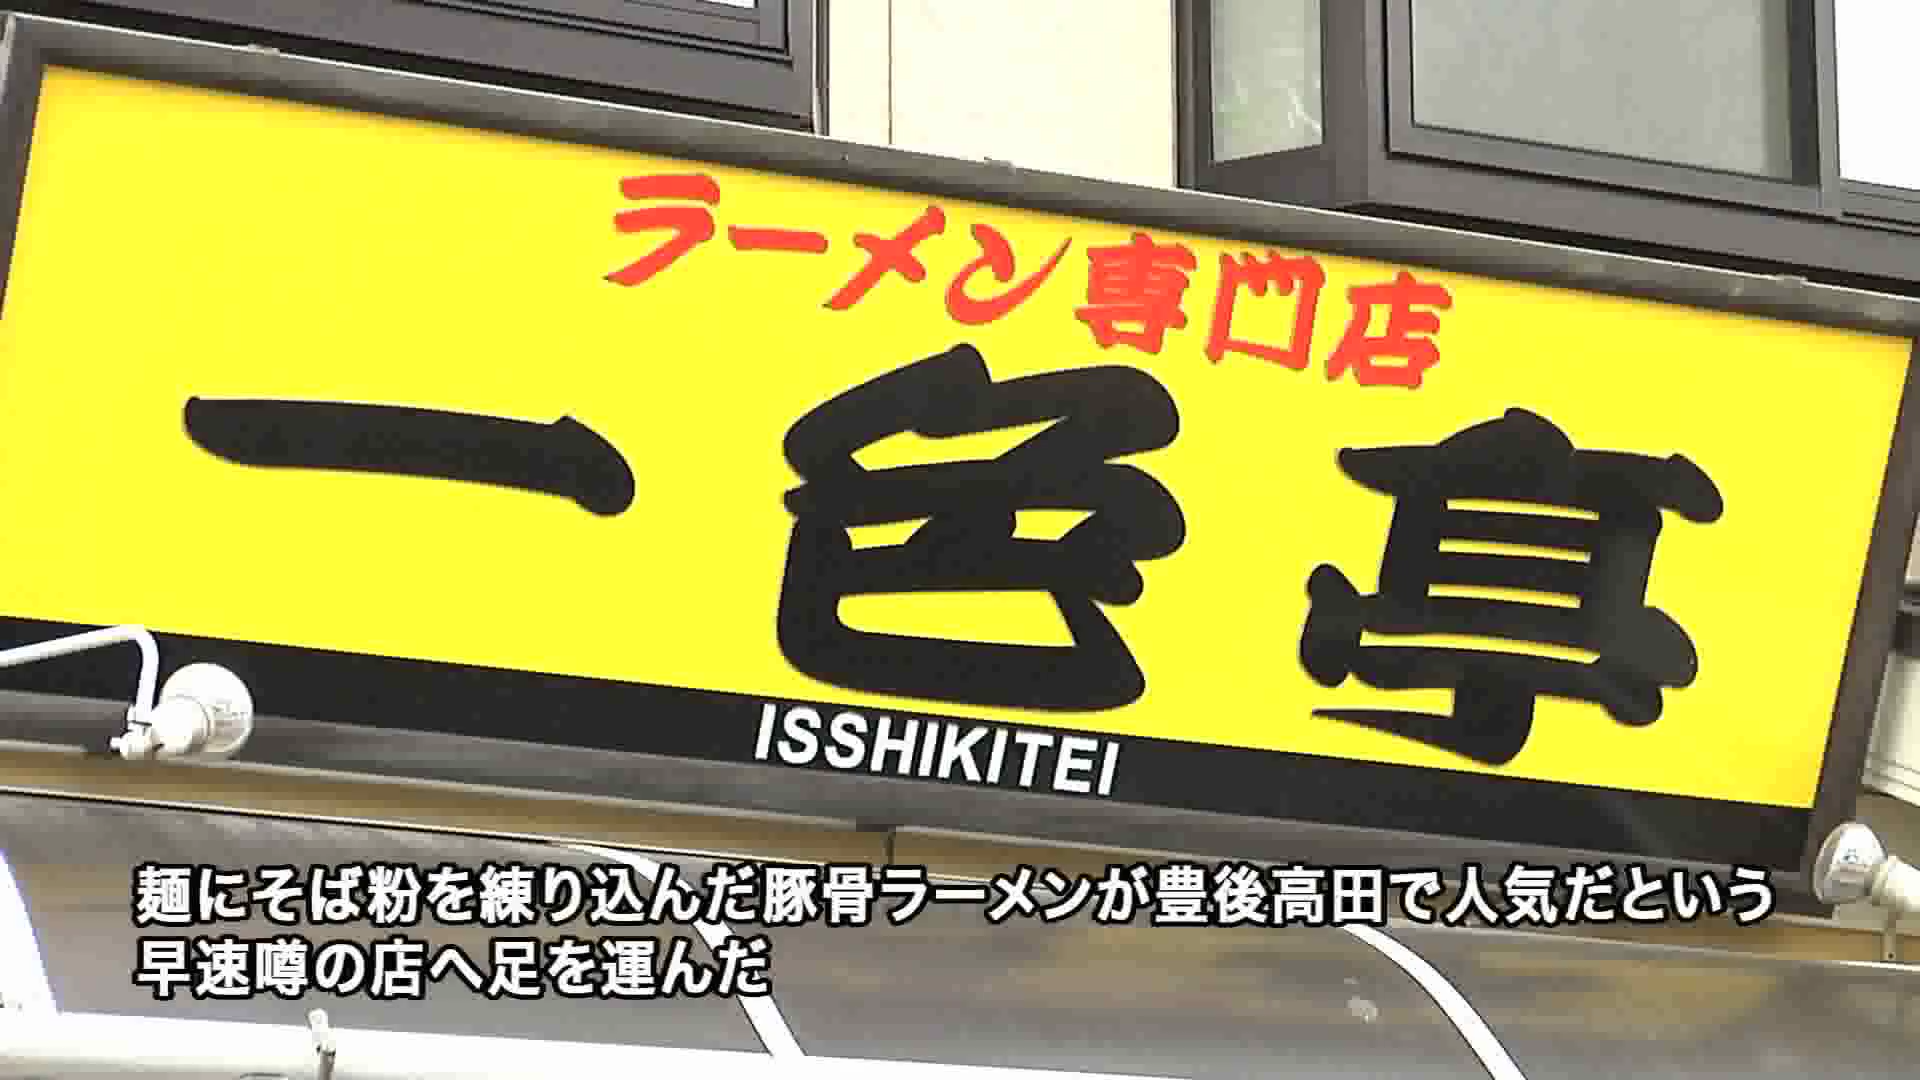 ラーメン専門店
一色亭
ISSHIKITEI
麺にそば粉を練り込んだ豚骨ラーメンが豊後高田で人気だという
早速噂の店へ足を運んだ